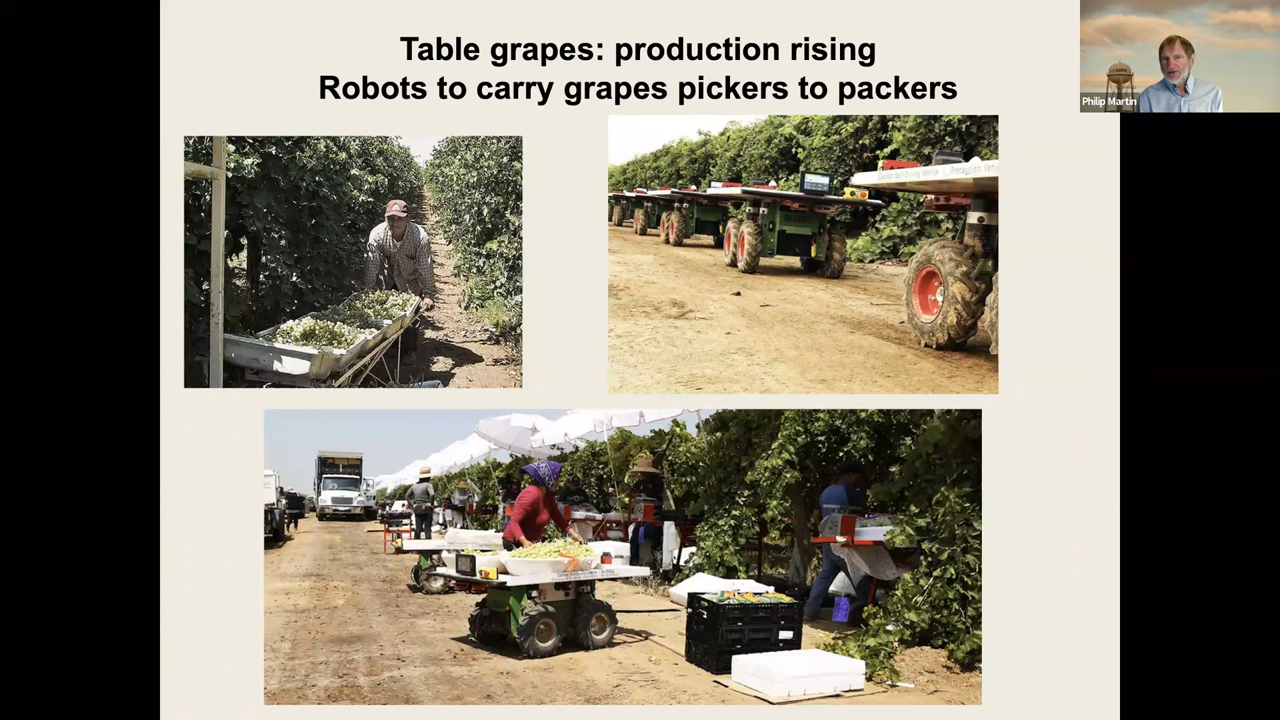 Table grapes: production rising
Robots to carry grapes pickers to packers
Philip Martin